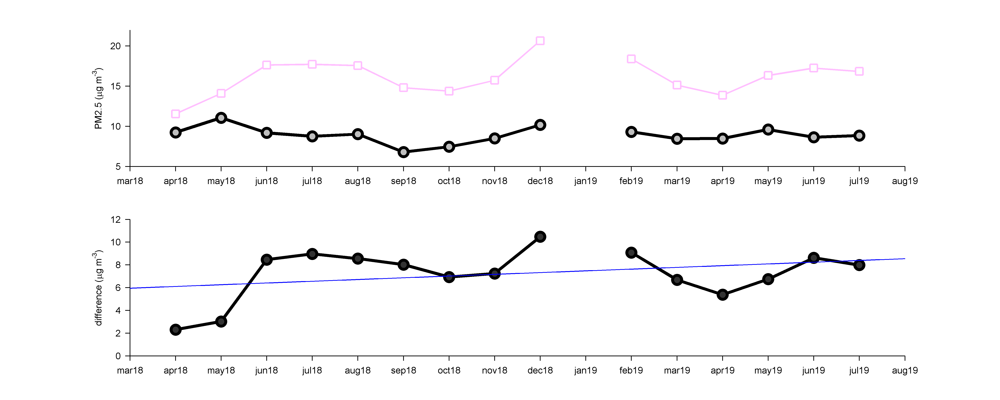 20
15
10
5
PM2.5 (µg m-3)
mar18 apr18 may18 jun18 jul18 aug18 sep18 oct18 nov18 dec18 jan19 feb19 mar19 apr19 may19 jun19 jul19 aug19
12
10
8
6
4
2
0
difference (µg m-3)
mar18 apr18 may18 jun18 jul18 aug18 sep18 oct18 nov18 dec18 jan19 feb19 mar19 apr19 may19 jun19 jul19 aug19